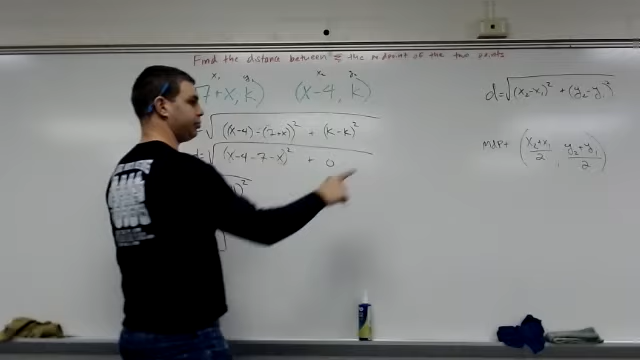 Find the distance between & the midpoint of the two points
x₁ y₁ x₂ y₂
7+x, k) (x-4, k)
d=√((x₂-x₁)² + (y₂-y₁)²)
=√(((x-4)-(7+x))² + (k-k)²)
=√((x-4-7-x)² + 0
)²
Midpt (x₂+x₁/2, y₂+y₁/2)